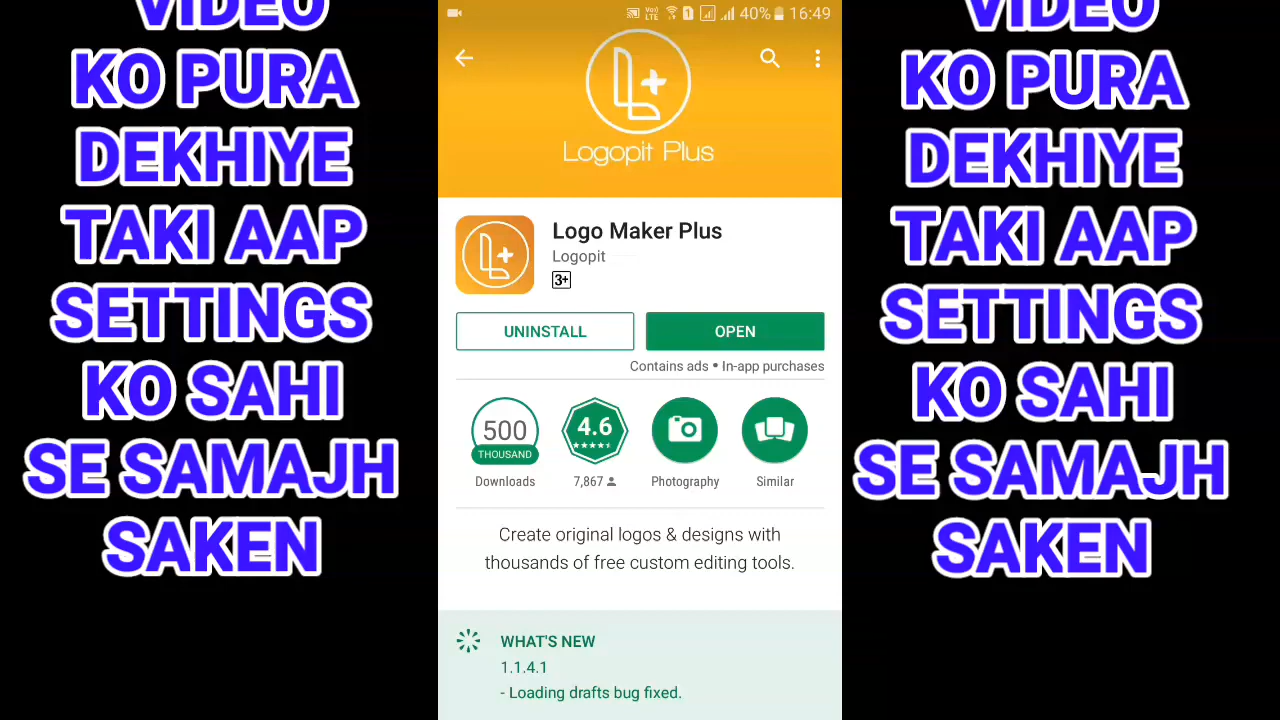 VIDEO
KO PURA
DEKHIYE
TAKI AAP
SETTINGS
KO SAHI
SE SAMAJH
SAKEN
Vo))
LTE 1 40% 16:49
L+
Logopit Plus
Logo Maker Plus
Logopit
3+
UNINSTALL OPEN
Contains ads • In-app purchases
500 4.6
THOUSAND
Downloads 7,867 Photography Similar
Create original logos & designs with
thousands of free custom editing tools.
WHAT'S NEW
1.1.4.1
- Loading drafts bug fixed.
VIDEO
KO PURA
DEKHIYE
TAKI AAP
SETTINGS
KO SAHI
SE SAMAJH
SAKEN